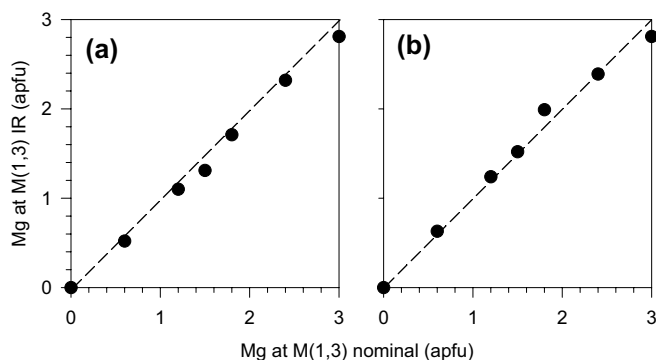 3
(a)
(b)
2
1
0
Mg at M(1,3) IR (apfu)
0 1 2 3 0 1 2 3
Mg at M(1,3) nominal (apfu)